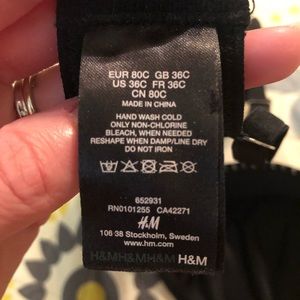 EUR 80C GB 36C
US 36C FR 36C
CN 80C
MADE IN CHINA
HAND WASH COLD
ONLY NON-CHLORINE
BLEACH, WHEN NEEDED
RESHAPE WHEN DAMP/LINE DRY
DO NOT IRON
652931
RN0101255 CA42271
H&M
106 38 Stockholm, Sweden
www.hm.com
H&MH&MH&MH&M H&M